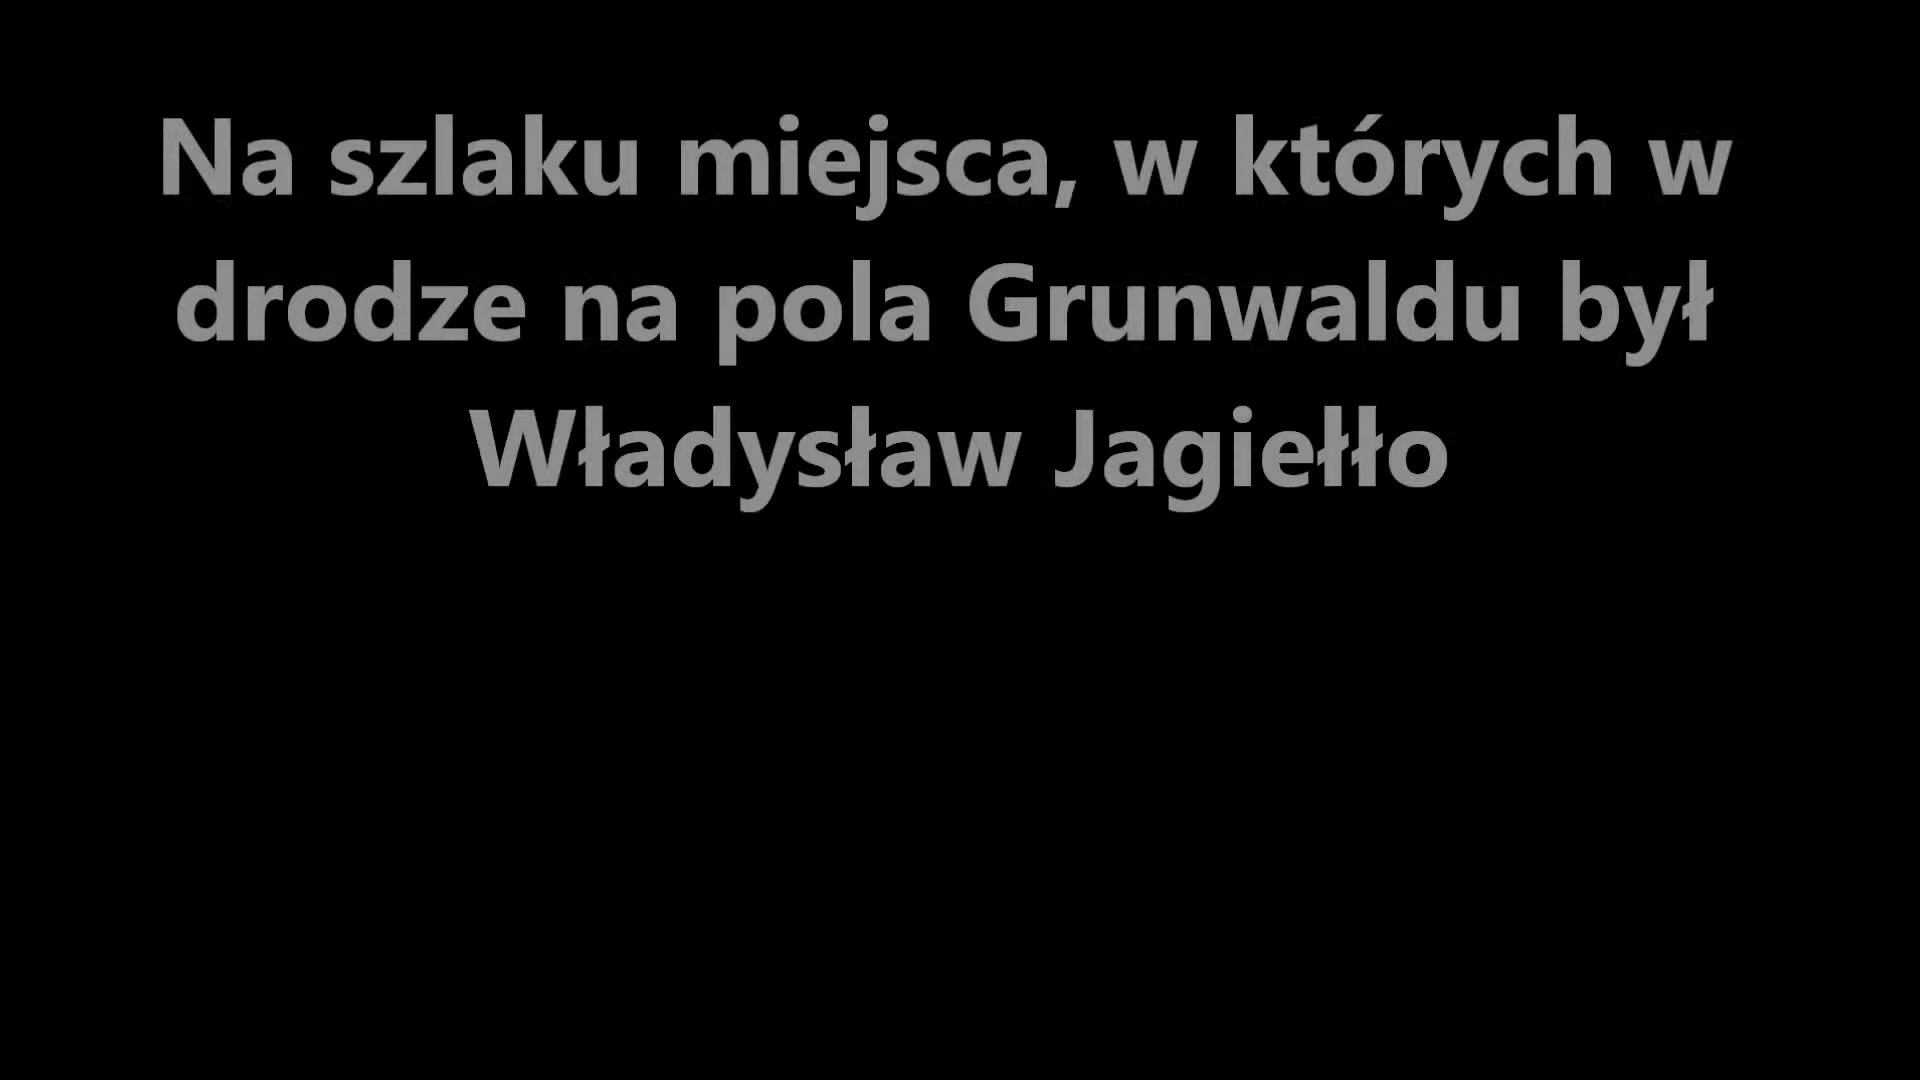 Na szlaku miejsca, w których w
drodze na pola Grunwaldu był
Władysław Jagiełło